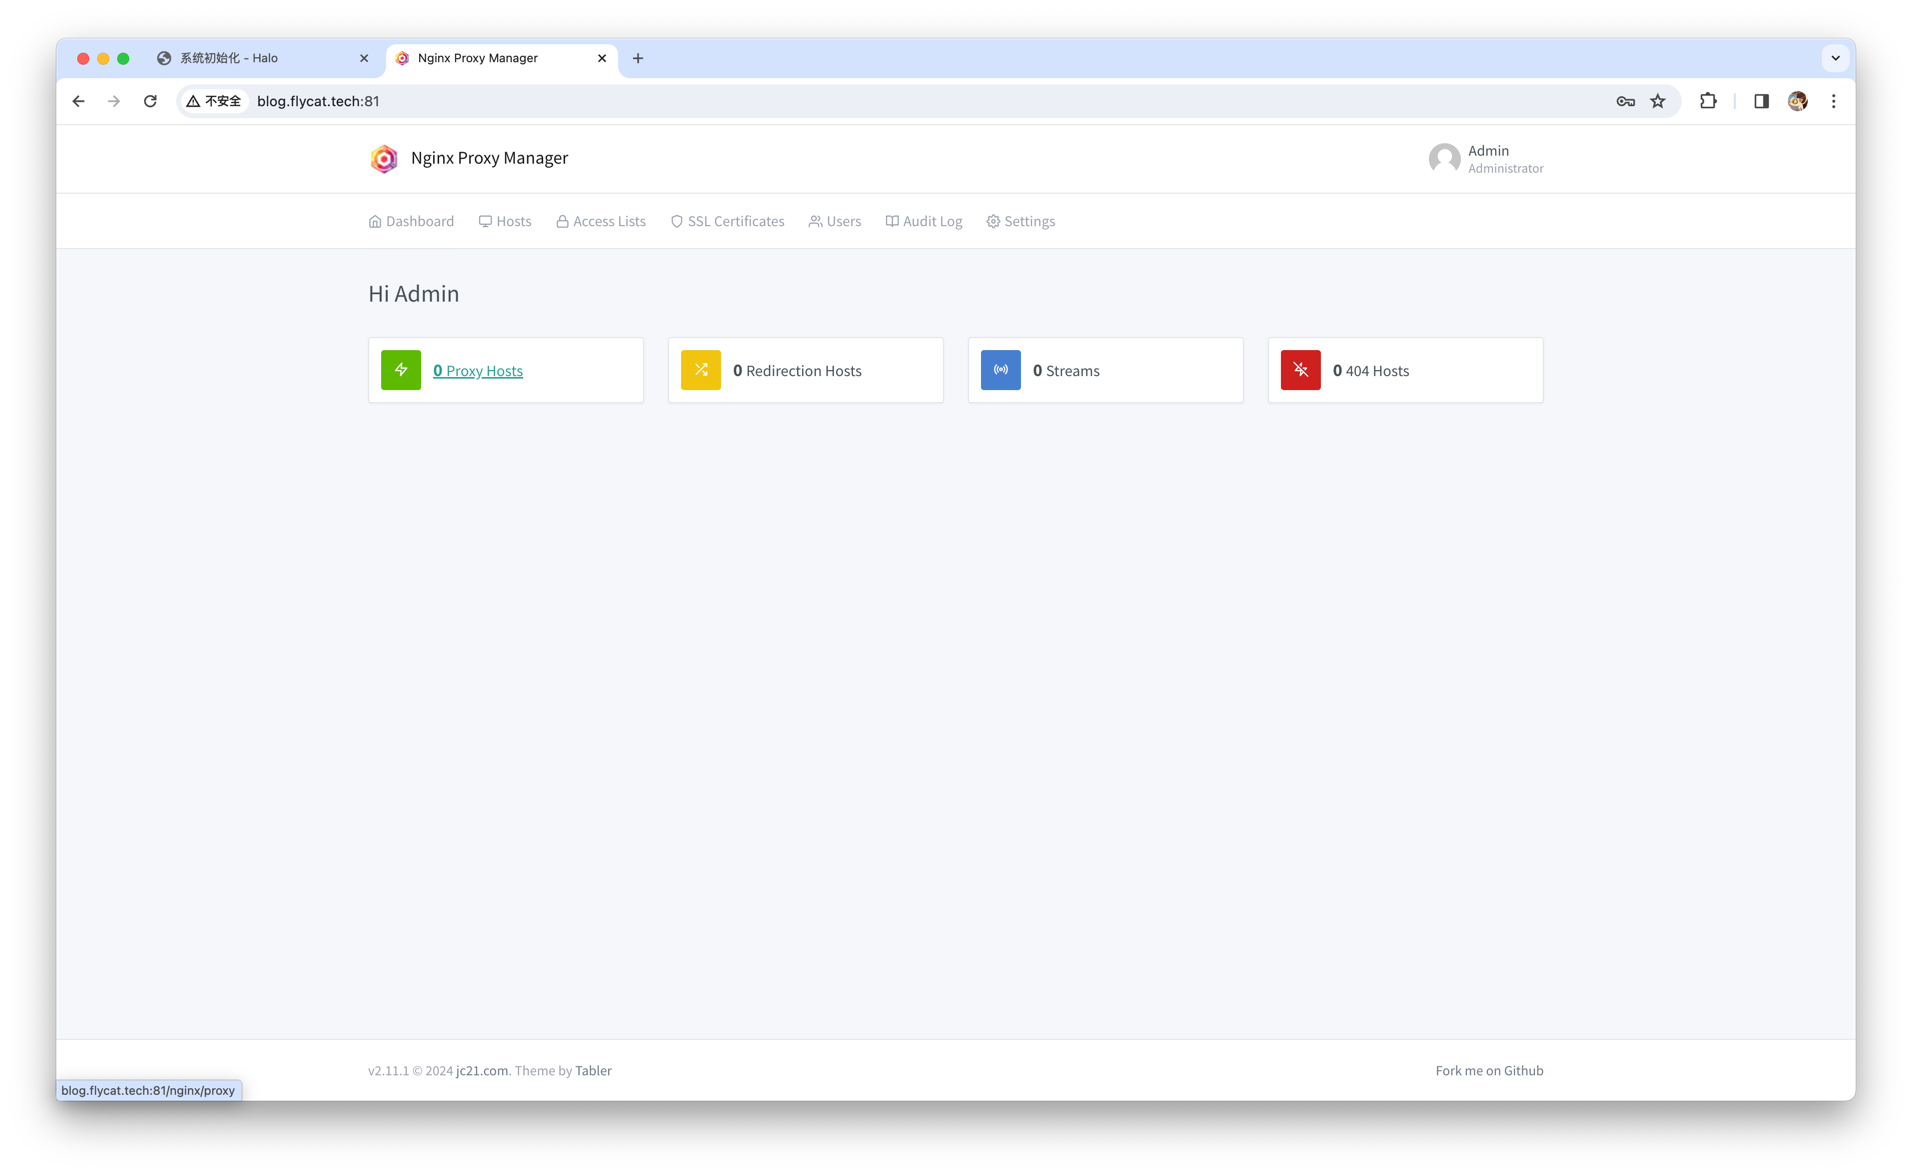 系统初始化 - Halo
Nginx Proxy Manager
不安全
blog.flycat.tech:81
Nginx Proxy Manager
Admin
Administrator
Dashboard
Hosts
Access Lists
SSL Certificates
Users
Audit Log
Settings
Hi Admin
0 Proxy Hosts
0 Redirection Hosts
0 Streams
0 404 Hosts
v2.11.1 © 2024 jc21.com. Theme by Tabler
Fork me on Github
blog.flycat.tech:81/nginx/proxy